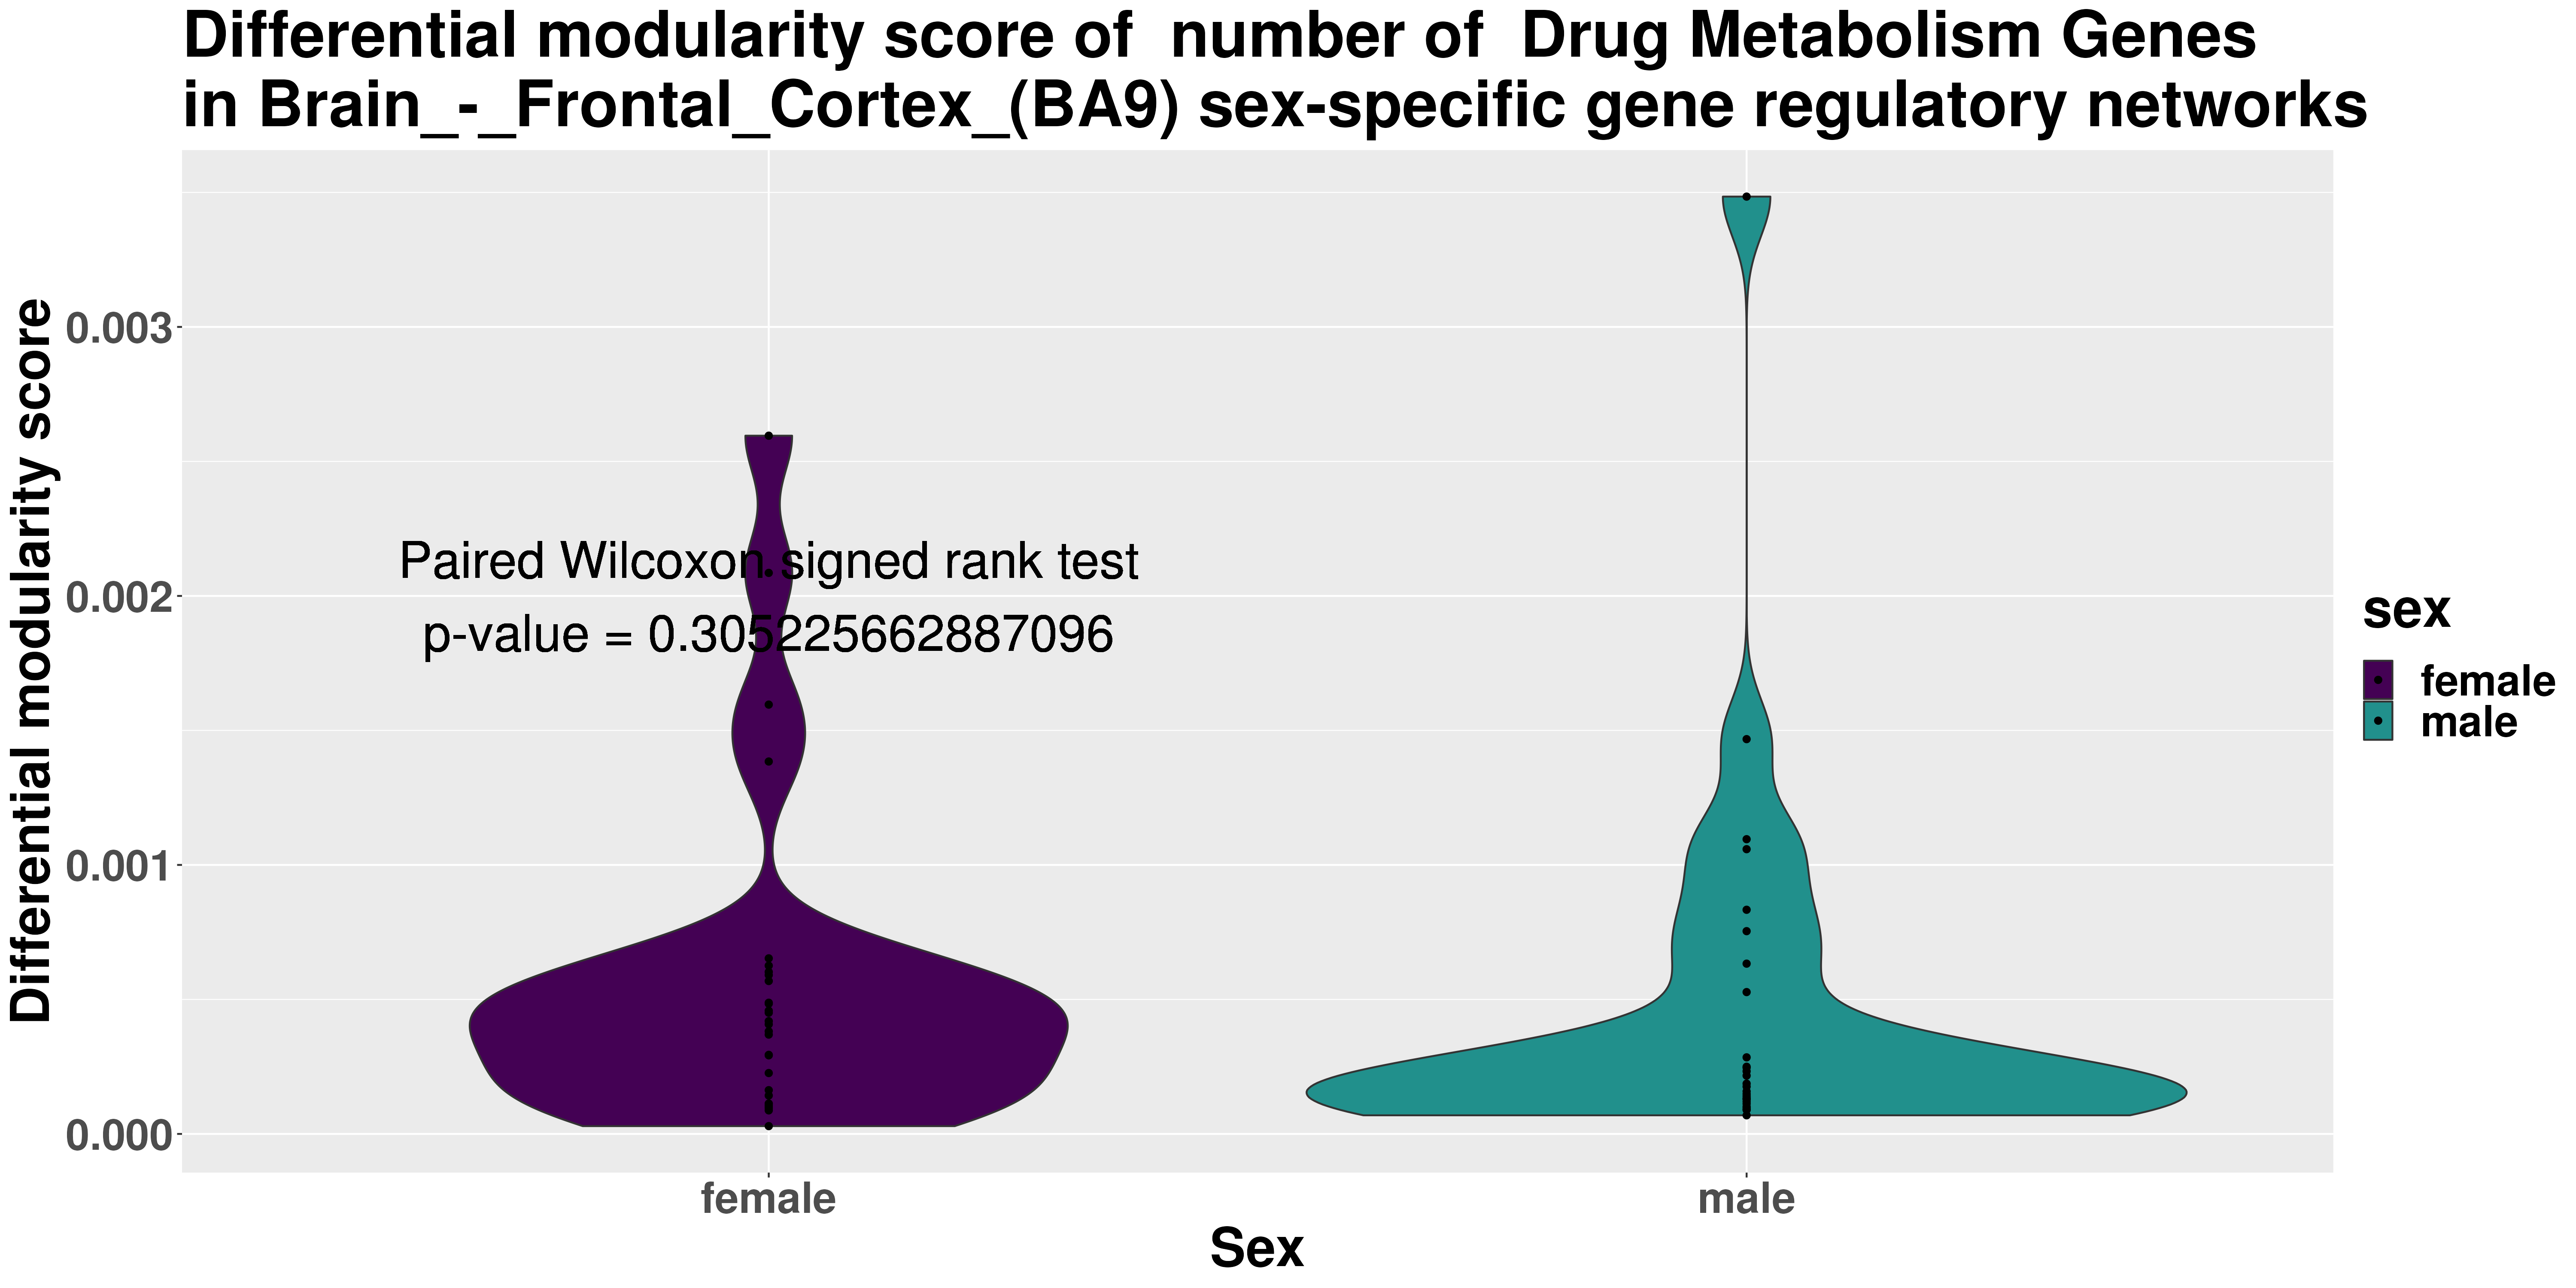 Differential modularity score of  number of  Drug Metabolism Genes
in Brain_-_Frontal_Cortex_(BA9) sex-specific gene regulatory networks
Differential modularity score
0.003
0.002
0.001
0.000
Paired Wilcoxon signed rank test
p-value = 0.305225662887096
female
male
Sex
sex
female
male